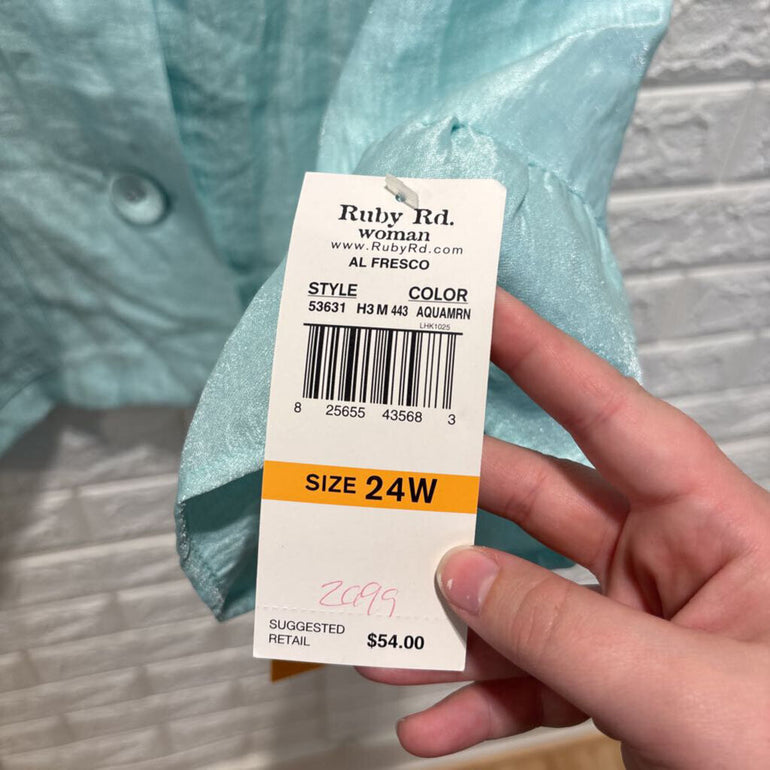 Ruby Rd.
woman
www.RubyRd.com
AL FRESCO
STYLE COLOR
53631 H3 M 443 AQUAMRN
LHK1025
8 25655 43568 3
SIZE 24W
2099
SUGGESTED
RETAIL $54.00